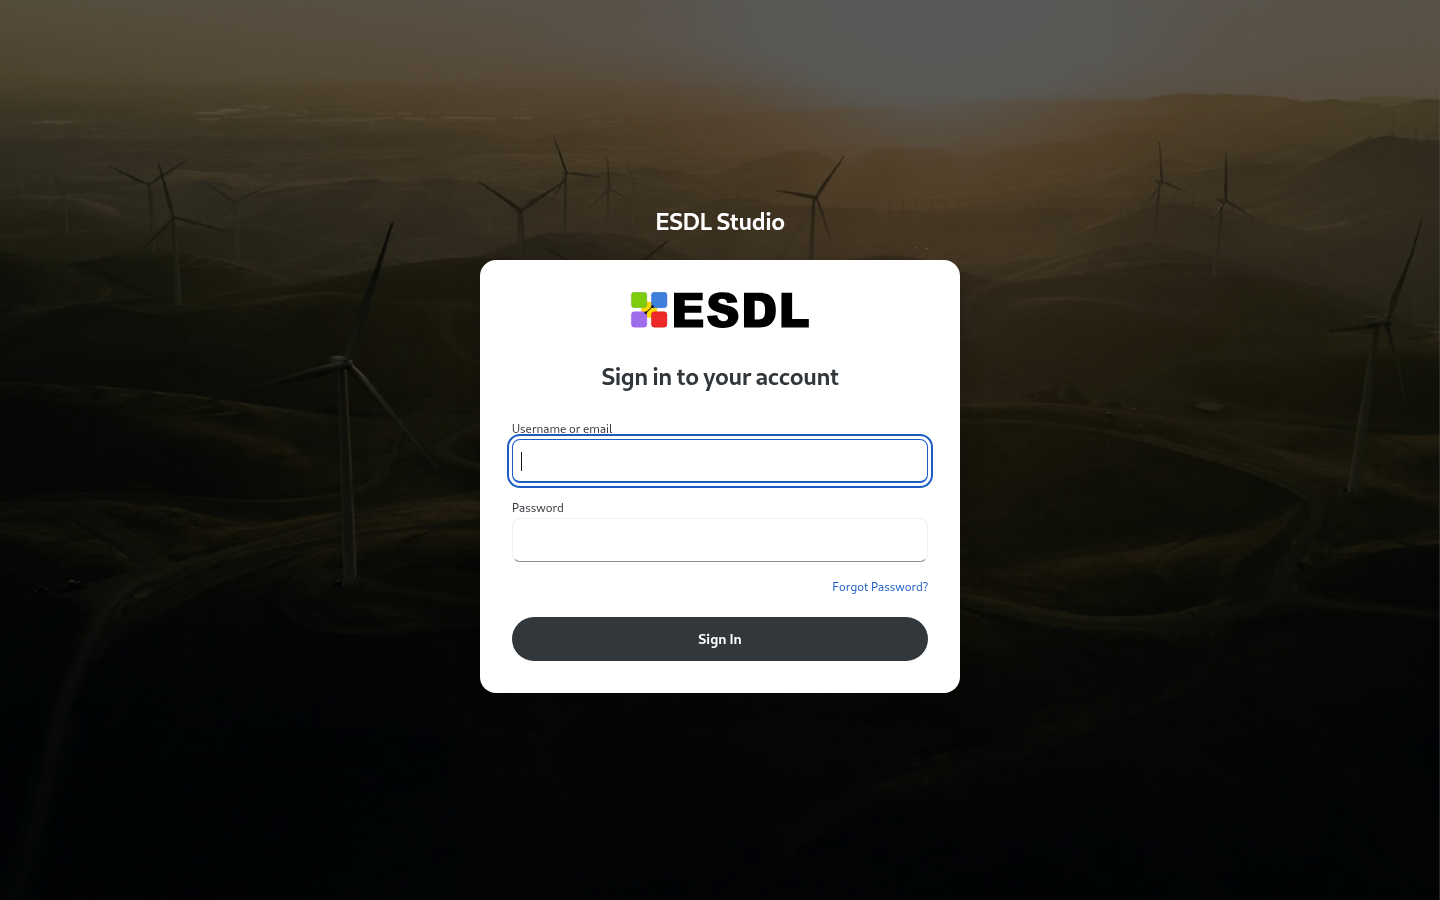 ESDL Studio
ESDL
Sign in to your account
Username or email
Password
Forgot Password?
Sign In